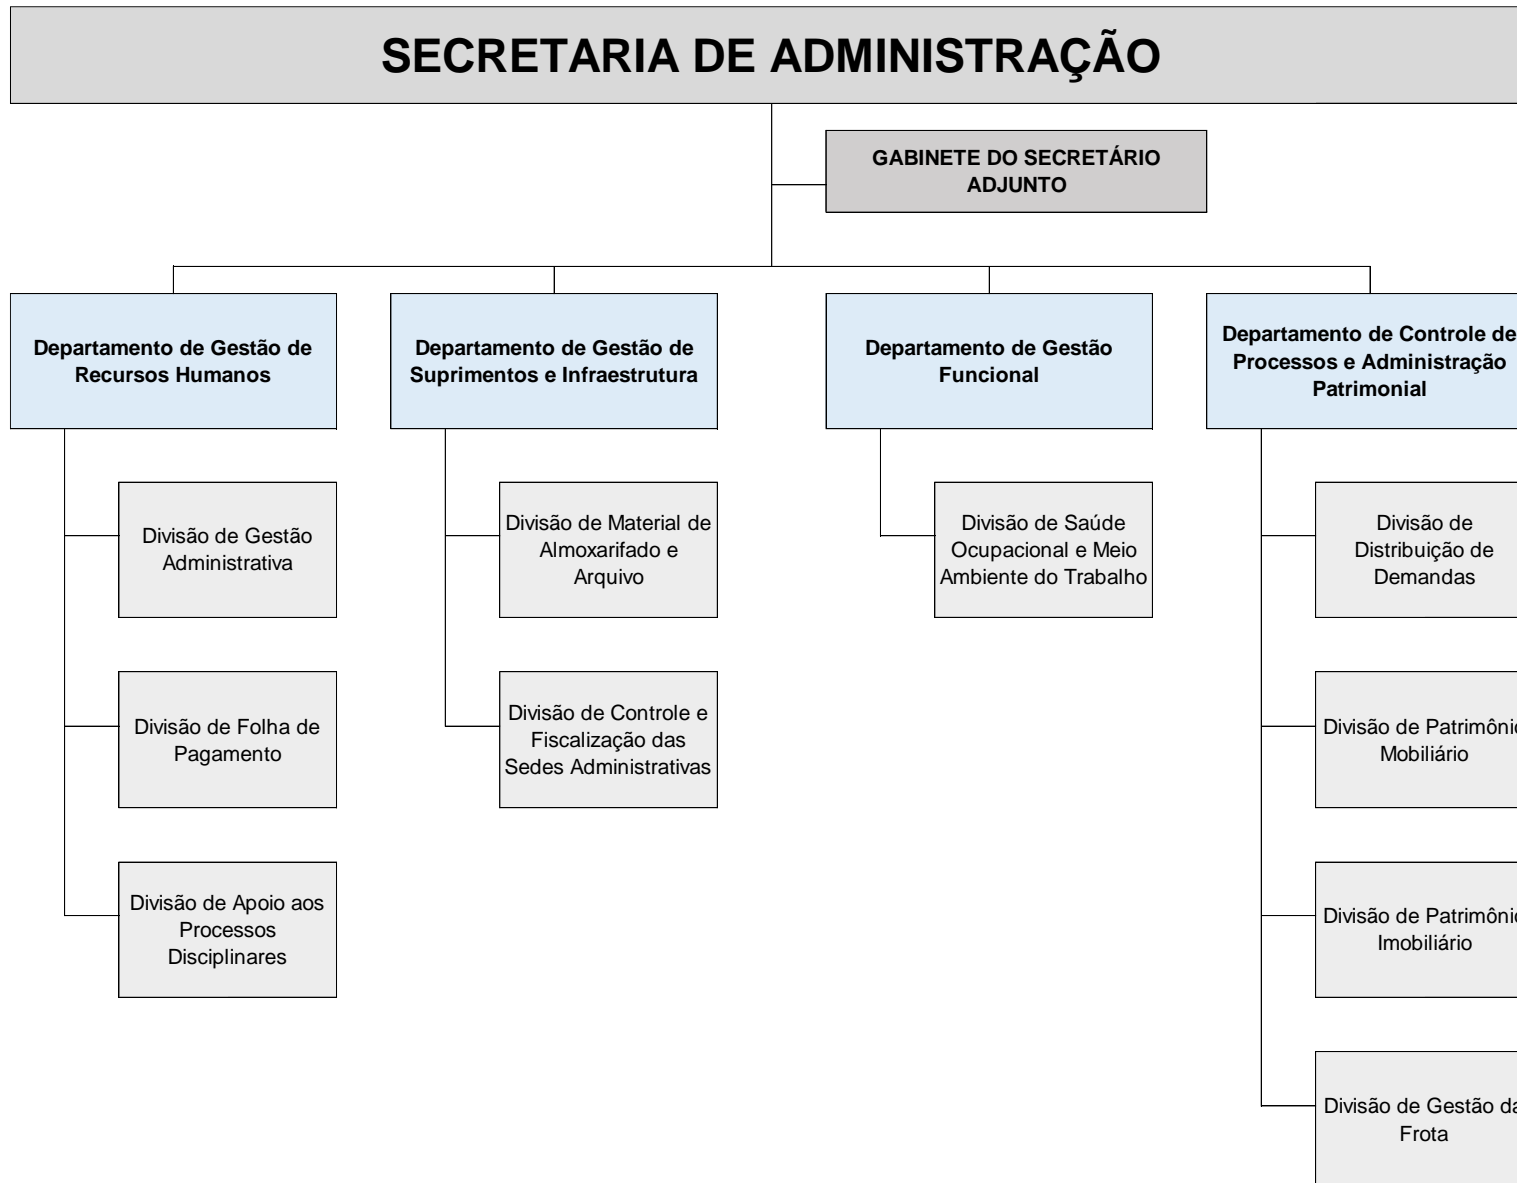 SECRETARIA DE ADMINISTRAÇÃO
GABINETE DO SECRETÁRIO
ADJUNTO
Departamento de Gestão de
Recursos Humanos
Departamento de Gestão de
Suprimentos e Infraestrutura
Departamento de Gestão
Funcional
Departamento de Controle de
Processos e Administração
Patrimonial
Divisão de Gestão
Administrativa
Divisão de Material de
Almoxarifado e
Arquivo
Divisão de Saúde
Ocupacional e Meio
Ambiente do Trabalho
Divisão de
Distribuição de
Demandas
Divisão de Folha de
Pagamento
Divisão de Controle e
Fiscalização das
Sedes Administrativas
Divisão de Patrimônio
Mobiliário
Divisão de Apoio aos
Processos
Disciplinares
Divisão de Patrimônio
Imobiliário
Divisão de Gestão da
Frota